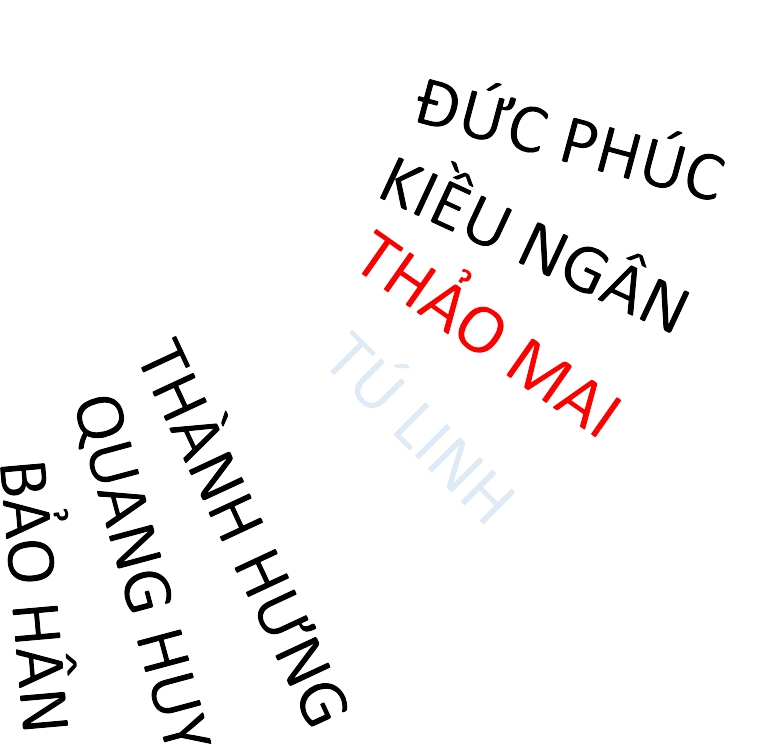 ĐỨC PHÚC
KIỀU NGÂN
THẢO MAI
TÚ LINH
THÀNH HƯNG
QUANG HUY
BẢO HÂN